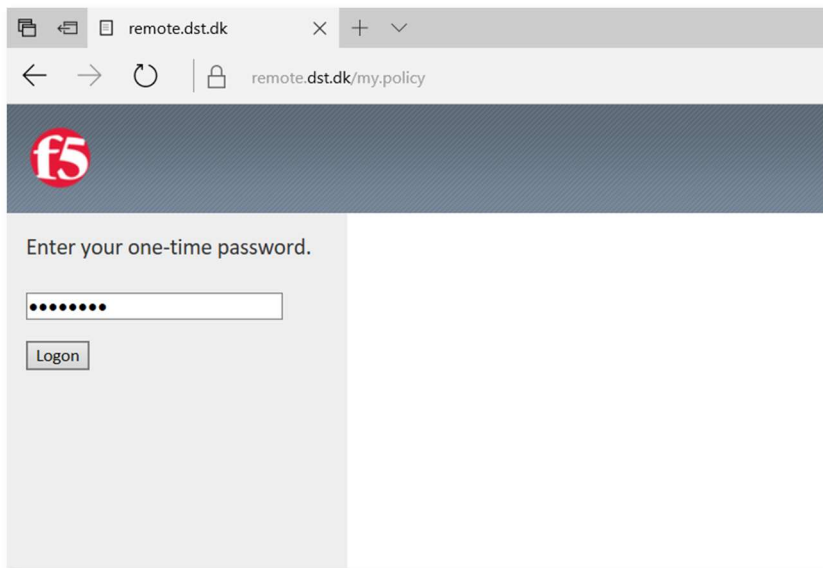 remote.dst.dk
remote.dst.dk/my.policy
f5
Enter your one-time password.
••••••••
Logon